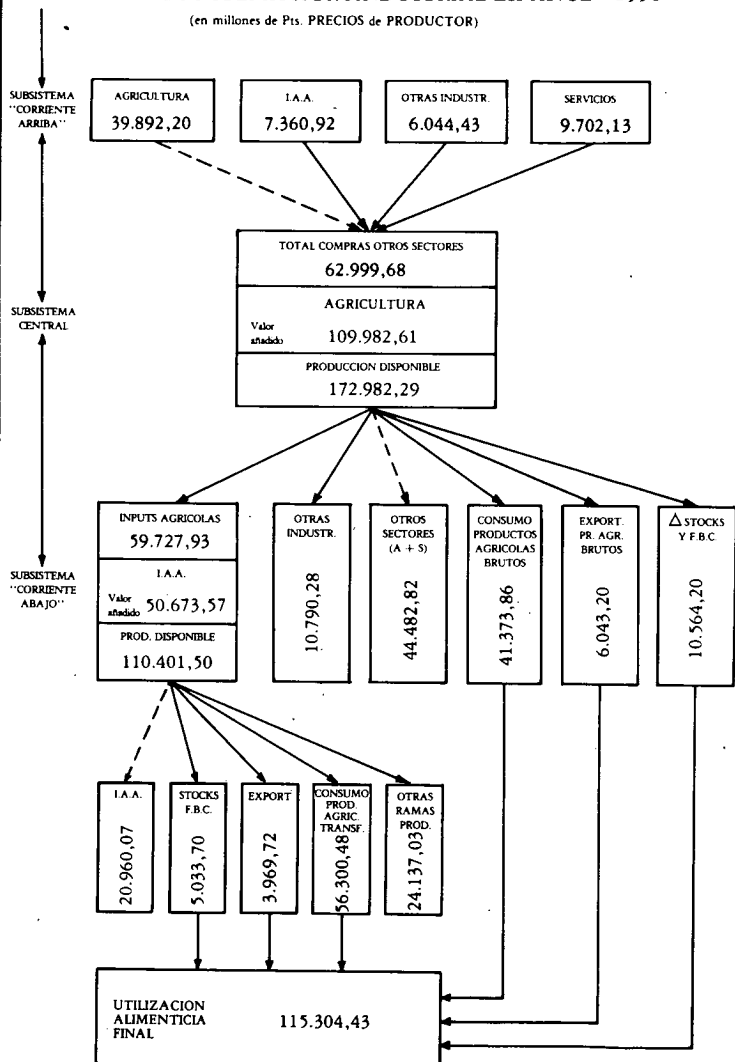 (en millones de Pts. PRECIOS de PRODUCTOR)
SUBSISTEMA
"CORRIENTE
ARRIBA"
AGRICULTURA
39.892,20
I.A.A.
7.360,92
OTRAS INDUSTR.
6.044,43
SERVICIOS
9.702,13
TOTAL COMPRAS OTROS SECTORES
62.999,68
SUBSISTEMA
CENTRAL
AGRICULTURA
Valor
añadido 109.982,61
PRODUCCION DISPONIBLE
172.982,29
SUBSISTEMA
"CORRIENTE
ABAJO"
INPUTS AGRICOLAS
59.727,93
I.A.A.
Valor
añadido 50.673,57
PROD. DISPONIBLE
110.401,50
OTRAS
INDUSTR.
10.790,28
OTROS
SECTORES
(A + S)
44.482,82
CONSUMO
PRODUCTOS
AGRICOLAS
BRUTOS
41.373,86
EXPORT.
PR. AGR.
BRUTOS
6.043,20
△ STOCKS
Y F.B.C.
10.564,20
I.A.A.
20.960,07
STOCKS
F.B.C.
5.033,70
EXPORT
3.969,72
CONSUMO
PROD.
AGRIC.
TRANSF.
56.300,48
OTRAS
RAMAS
PROD.
24.137,03
UTILIZACION
ALIMENTICIA
FINAL
115.304,43